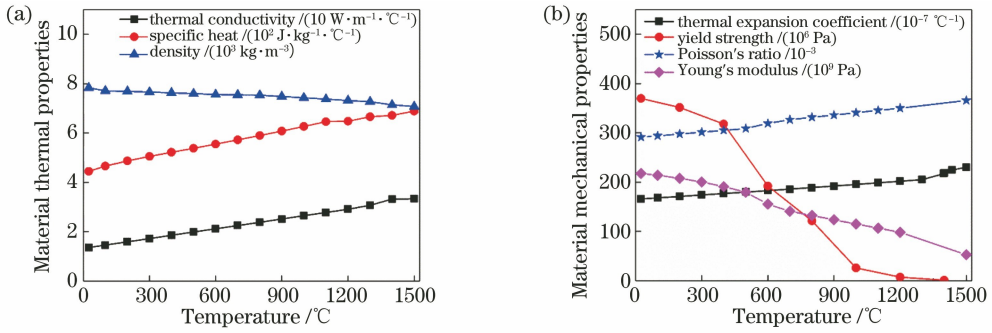 (a)
thermal conductivity /(10 W·m⁻¹·℃⁻¹)
specific heat /(10² J·kg⁻¹·℃⁻¹)
density /(10³ kg·m⁻³)
Material thermal properties
10
8
6
4
2
0
0 300 600 900 1200 1500
Temperature /℃
(b)
thermal expansion coefficient /(10⁻⁷ ℃⁻¹)
yield strength /(10⁶ Pa)
Poisson's ratio /10⁻³
Young's modulus /(10⁹ Pa)
Material mechanical properties
500
400
300
200
100
0
0 300 600 900 1200 1500
Temperature /℃